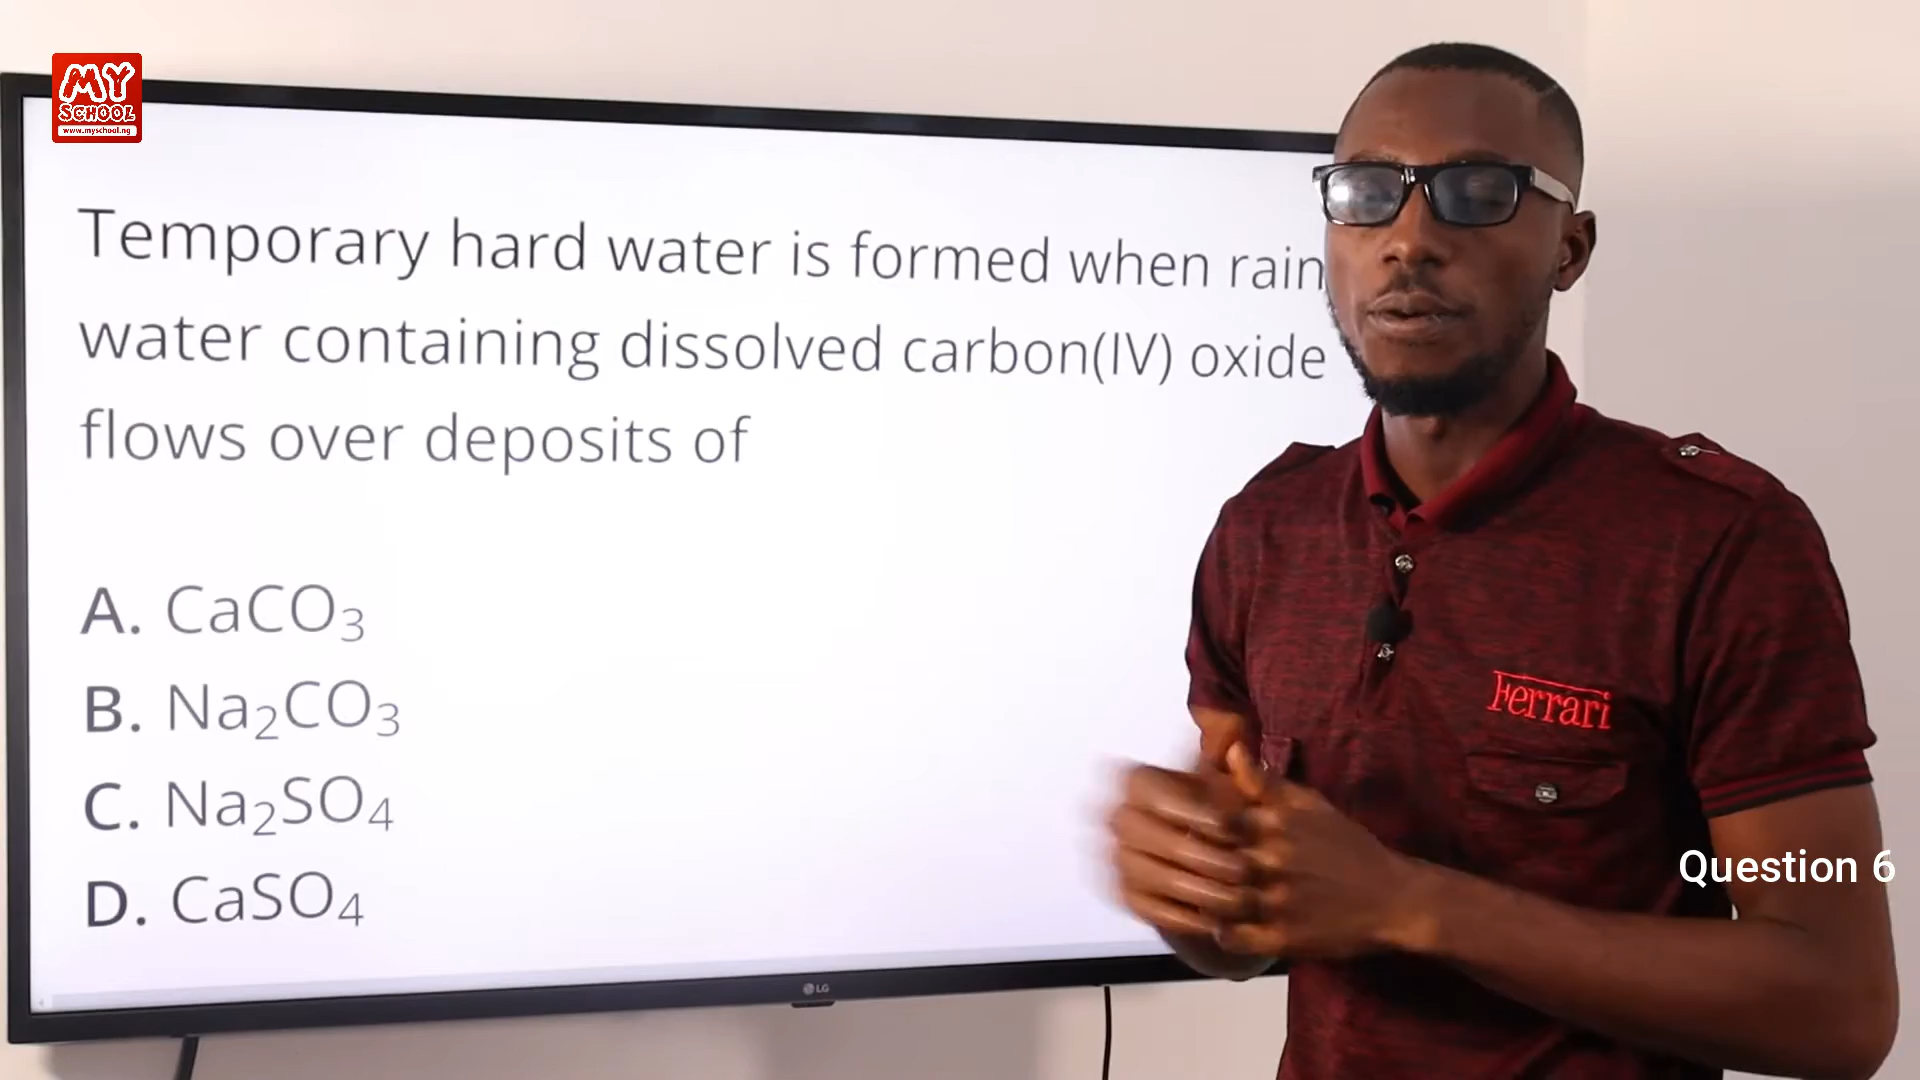 MY
SCHOOL
www.myschool.ng
Temporary hard water is formed when rain
water containing dissolved carbon(IV) oxide
flows over deposits of
A. CaCO₃
B. Na₂CO₃
C. Na₂SO₄
D. CaSO₄
LG
Ferrari
Question 6